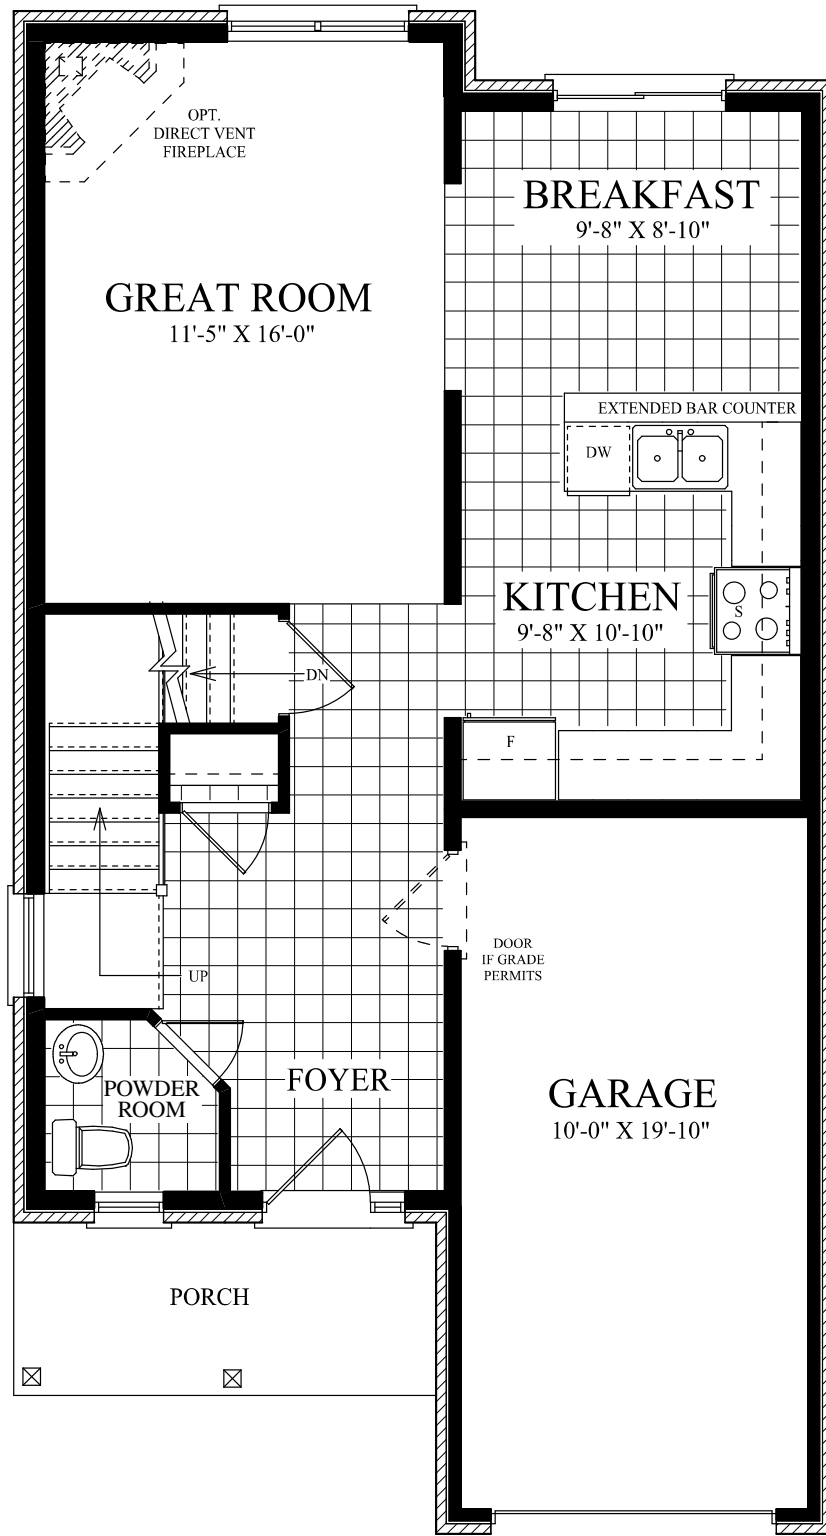 OPT.
DIRECT VENT
FIREPLACE
BREAKFAST
9'-8" X 8'-10"
GREAT ROOM
11'-5" X 16'-0"
EXTENDED BAR COUNTER
DW
KITCHEN
9'-8" X 10'-10"
S
DN
F
DOOR
IF GRADE
PERMITS
UP
FOYER
POWDER
ROOM
GARAGE
10'-0" X 19'-10"
PORCH